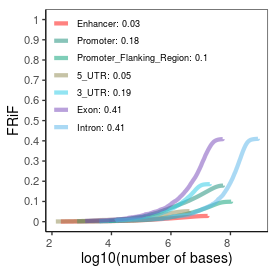 1
0.9
0.8
0.7
0.6
0.5
0.4
0.3
0.2
0.1
0
FRiF
Enhancer: 0.03
Promoter: 0.18
Promoter_Flanking_Region: 0.1
5_UTR: 0.05
3_UTR: 0.19
Exon: 0.41
Intron: 0.41
2 4 6 8
log10(number of bases)